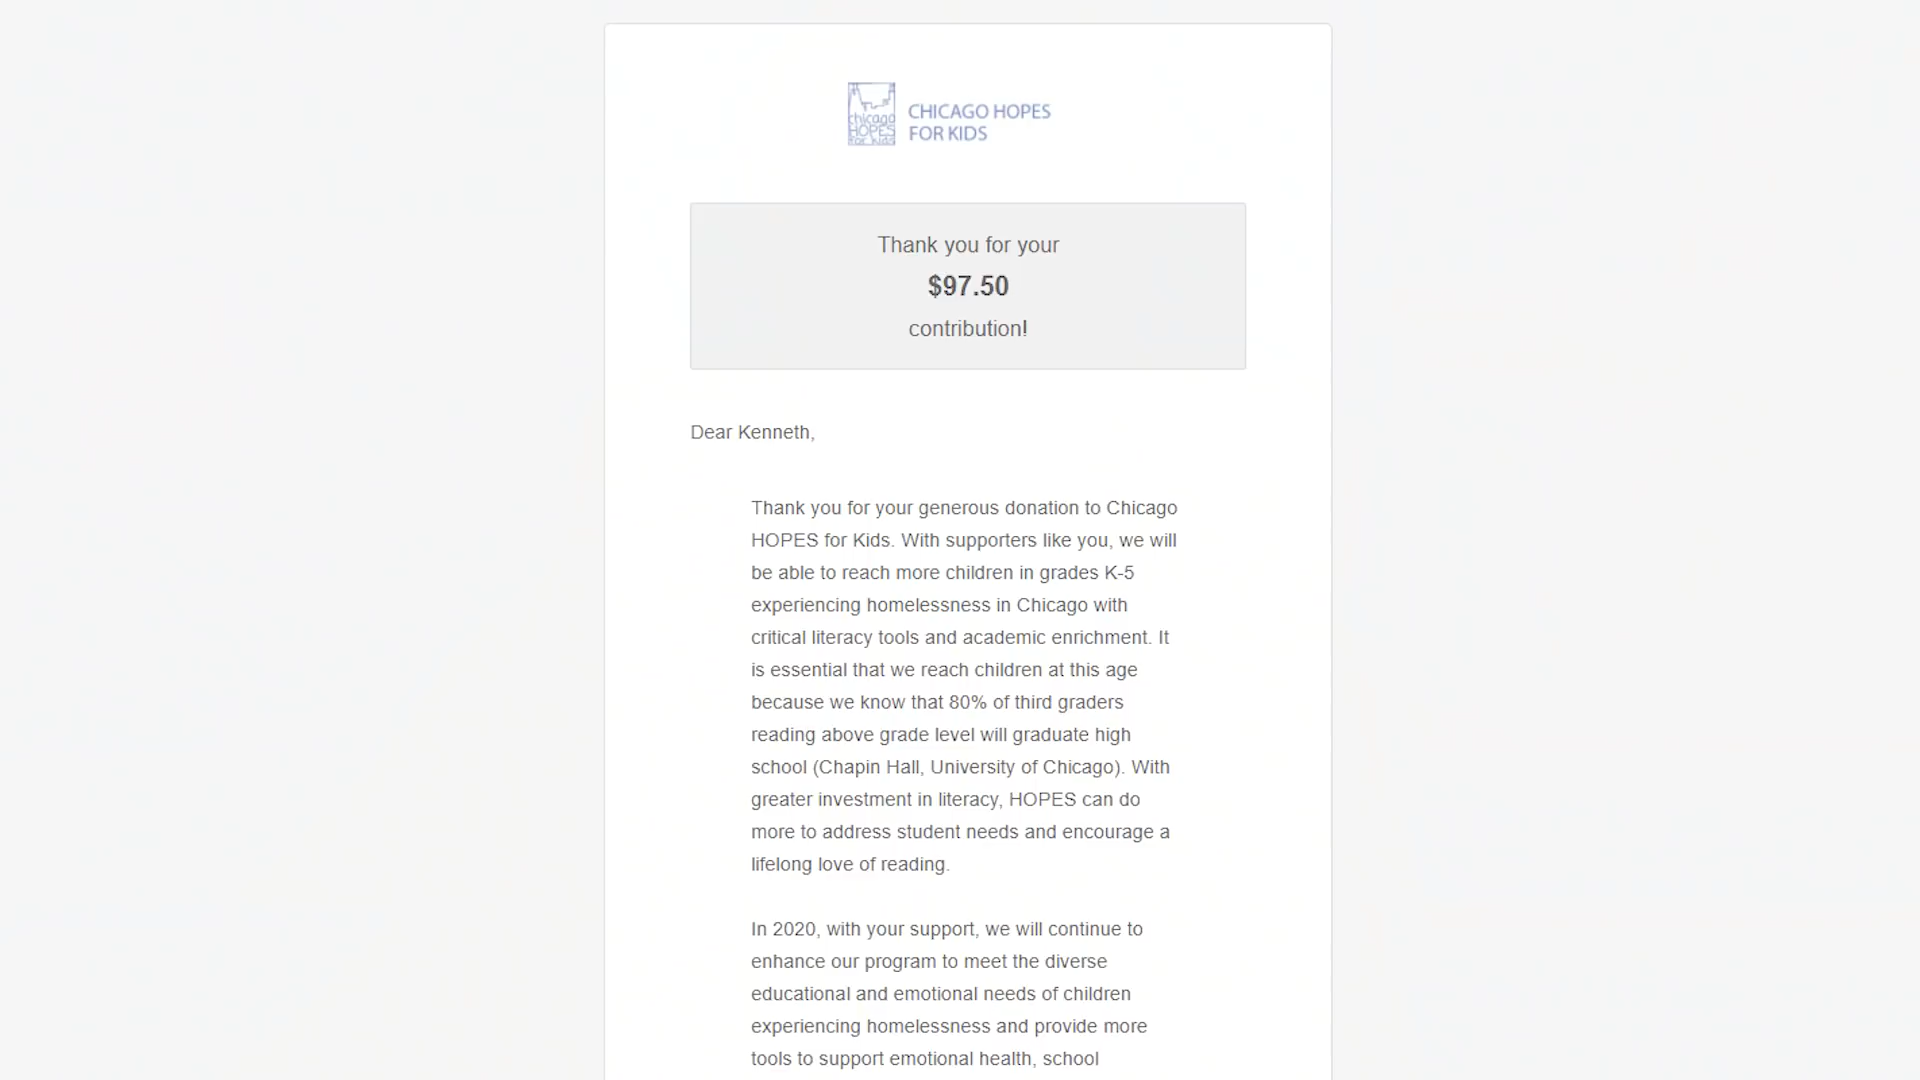 chicago
HOPES
for kids
CHICAGO HOPES
FOR KIDS
Thank you for your
$97.50
contribution!
Dear Kenneth,
Thank you for your generous donation to Chicago
HOPES for Kids. With supporters like you, we will
be able to reach more children in grades K-5
experiencing homelessness in Chicago with
critical literacy tools and academic enrichment. It
is essential that we reach children at this age
because we know that 80% of third graders
reading above grade level will graduate high
school (Chapin Hall, University of Chicago). With
greater investment in literacy, HOPES can do
more to address student needs and encourage a
lifelong love of reading.
In 2020, with your support, we will continue to
enhance our program to meet the diverse
educational and emotional needs of children
experiencing homelessness and provide more
tools to support emotional health, school